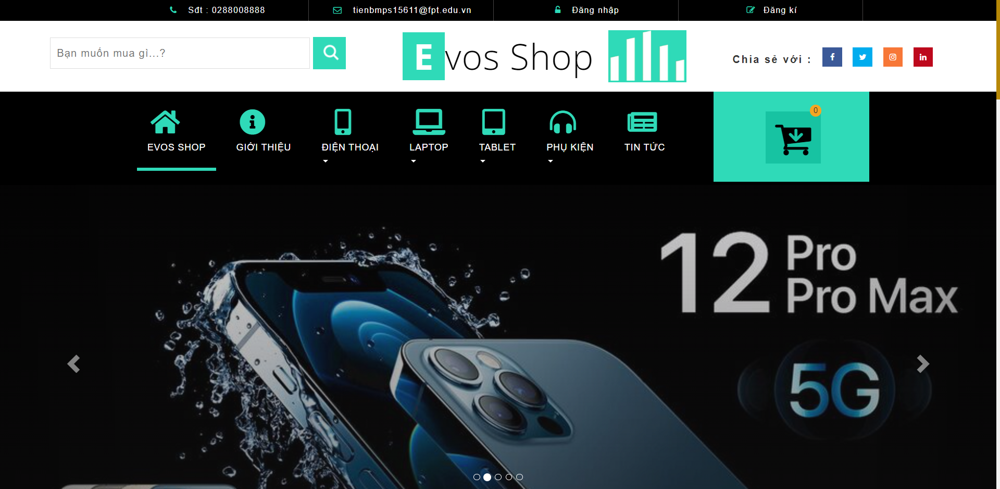 Sđt : 0288008888
tienbmps15611@fpt.edu.vn
Đăng nhập
Đăng kí
Bạn muốn mua gì...?
Evos Shop
Chia sẻ với :
0
EVOS SHOP
GIỚI THIỆU
ĐIỆN THOẠI
LAPTOP
TABLET
PHỤ KIỆN
TIN TỨC
12 Pro
Pro Max
5G